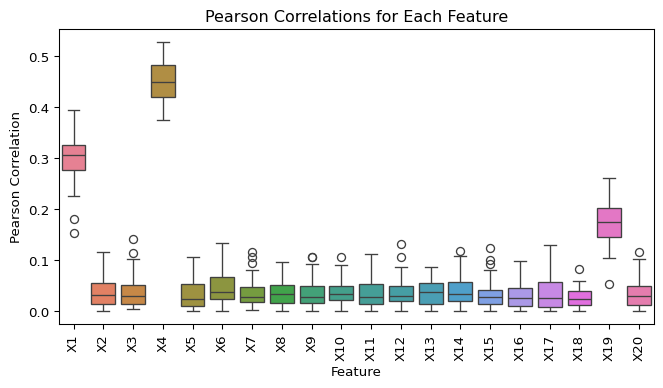 Pearson Correlations for Each Feature
Pearson Correlation
0.5
0.4
0.3
0.2
0.1
0.0
X1
X2
X3
X4
X5
X6
X7
X8
X9
X10
X11
X12
X13
X14
X15
X16
X17
X18
X19
X20
Feature